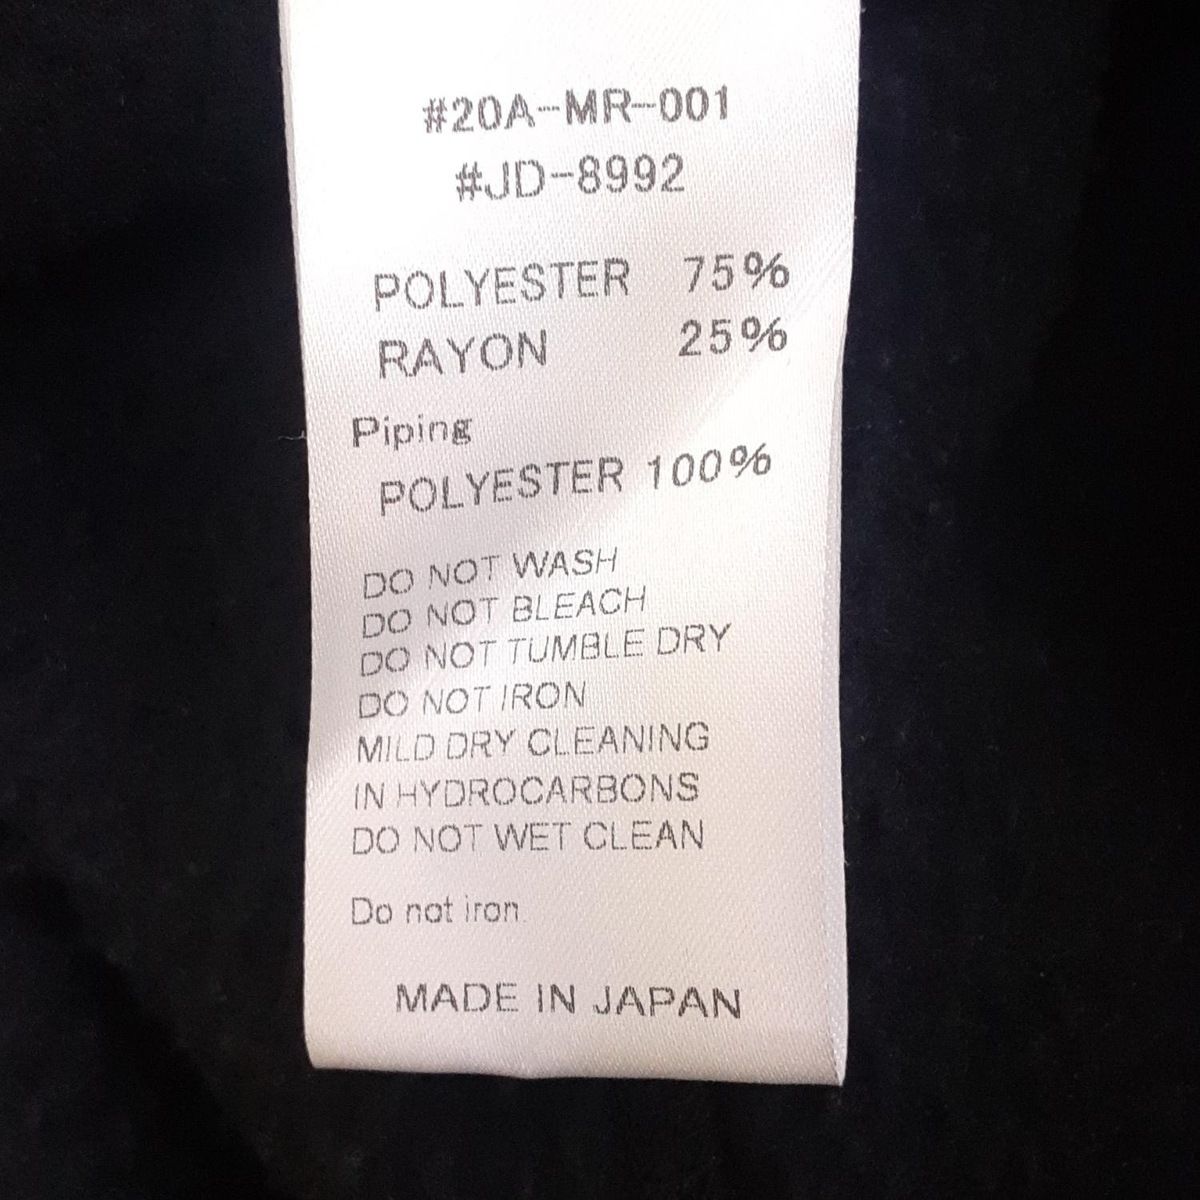 #20A-MR-001
#JD-8992
POLYESTER 75%
RAYON 25%
Piping
POLYESTER 100%
DO NOT WASH
DO NOT BLEACH
DO NOT TUMBLE DRY
DO NOT IRON
MILD DRY CLEANING
IN HYDROCARBONS
DO NOT WET CLEAN
Do not iron.
MADE IN JAPAN